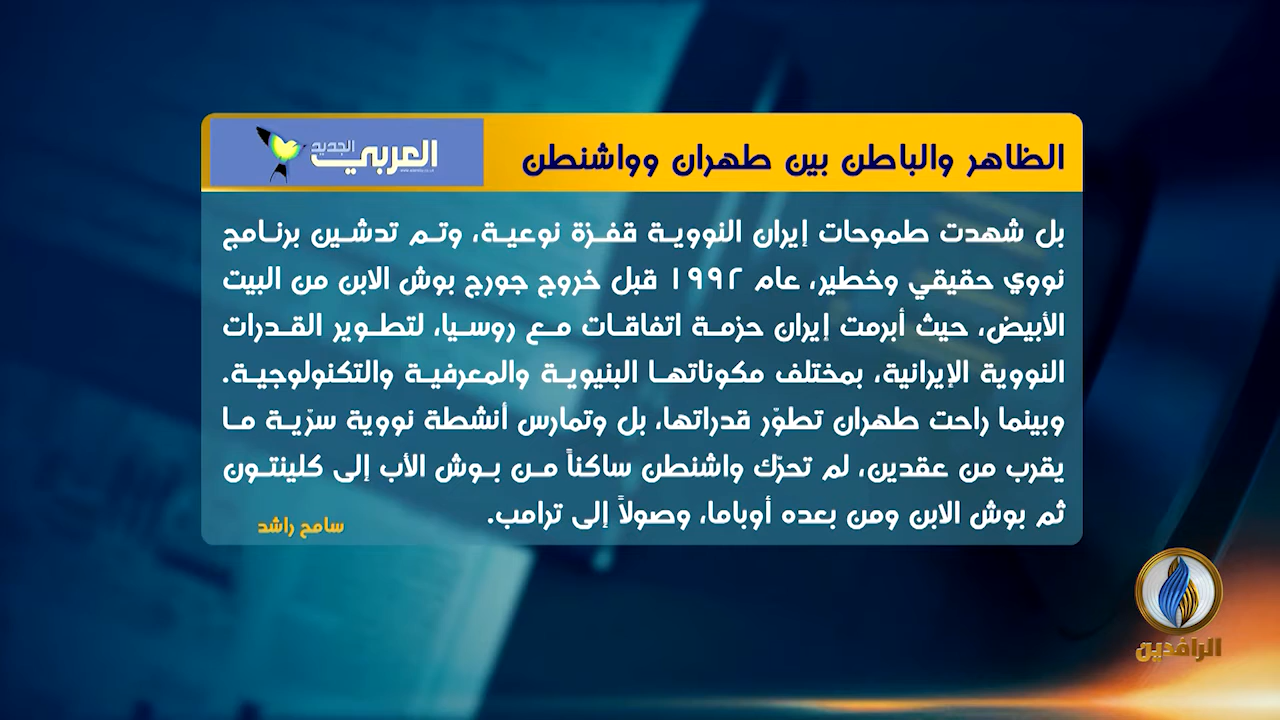 الظاهر والباطن بين طهران وواشنطن
العربي الجديد
بل شهدت طموحات إيران النووية قفزة نوعية، وتم تدشين برنامج
نووي حقيقي وخطير، عام ١٩٩٢ قبل خروج جورج بوش الابن من البيت
الأبيض، حيث أبرمت إيران حزمة اتفاقات مع روسيا، لتطوير القدرات
النووية الإيرانية، بمختلف مكوناتها البنيوية والمعرفية والتكنولوجية.
وبينما راحت طهران تطوّر قدراتها، بل وتمارس أنشطة نووية سرّية ما
يقرب من عقدين، لم تحرّك واشنطن ساكناً من بوش الأب إلى كلينتون
ثم بوش الابن ومن بعده أوباما، وصولاً إلى ترامب.
سامح راشد
الرافدين